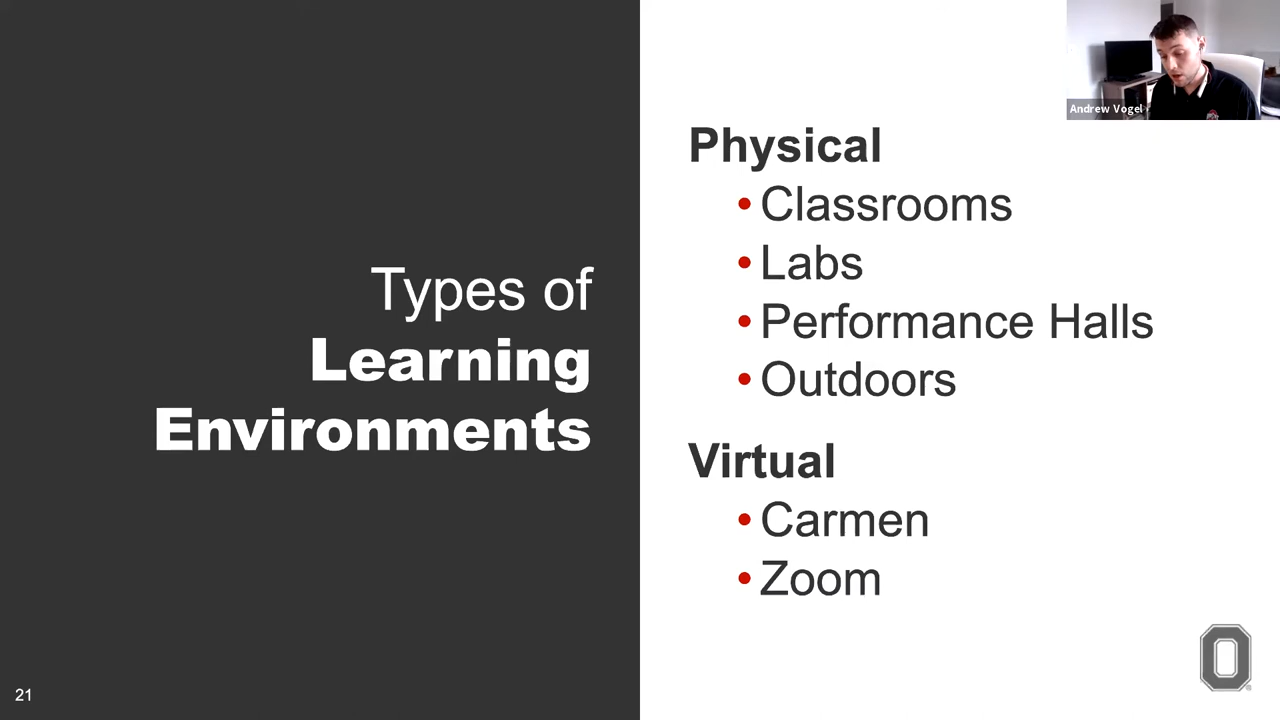 Types of
Learning
Environments
Physical
•Classrooms
•Labs
•Performance Halls
•Outdoors
Virtual
•Carmen
•Zoom
Andrew Vogel
21